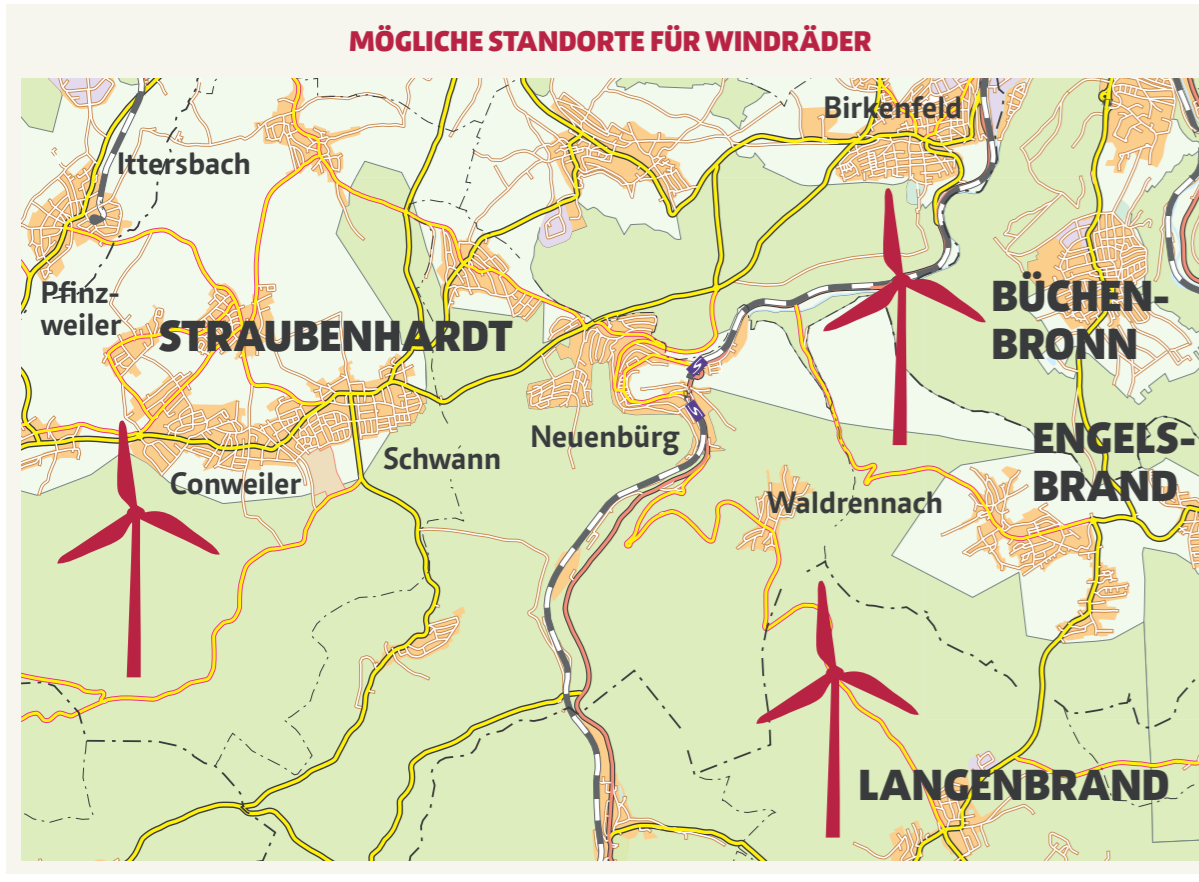 MÖGLICHE STANDORTE FÜR WINDRÄDER
Birkenfeld
Ittersbach
Pfinz-
weiler
STRAUBENHARDT
BÜCHEN-
BRONN
Neuenbürg
ENGELS-
BRAND
Schwann
Conweiler
Waldrennach
LANGENBRAND